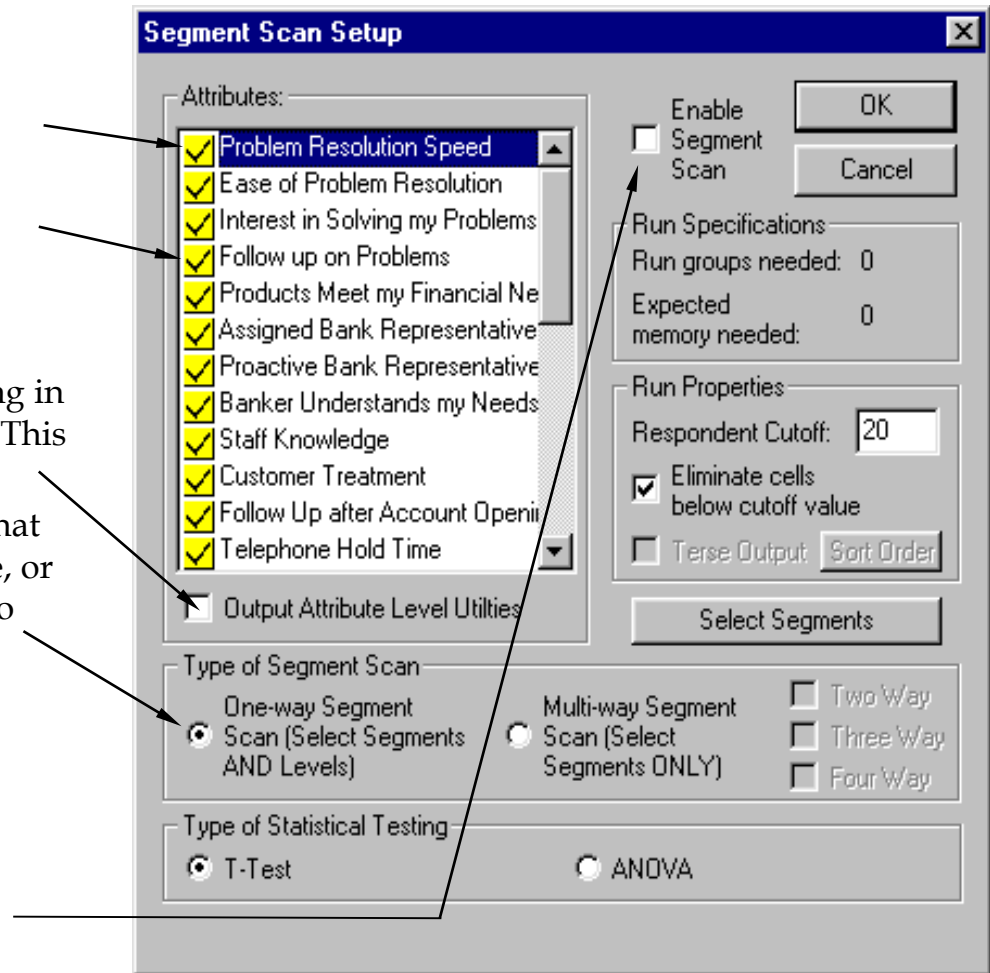 Segment Scan Setup
Attributes:
Problem Resolution Speed
Ease of Problem Resolution
Interest in Solving my Problems
Follow up on Problems
Products Meet my Financial Ne
Assigned Bank Representative
Proactive Bank Representative
Banker Understands my Needs
Staff Knowledge
Customer Treatment
Follow Up after Account Openi
Telephone Hold Time
Output Attribute Level Utilties
Enable
Segment
Scan
OK
Cancel
Run Specifications
Run groups needed: 0
Expected
memory needed: 0
Run Properties
Respondent Cutoff: 20
Eliminate cells
below cutoff value
Terse Output Sort Order
Select Segments
Type of Segment Scan
One-way Segment
Scan (Select Segments
AND Levels)
Multi-way Segment
Scan (Select
Segments ONLY)
Two Way
Three Way
Four Way
Type of Statistical Testing
T-Test
ANOVA
g in
This
hat
, or
o